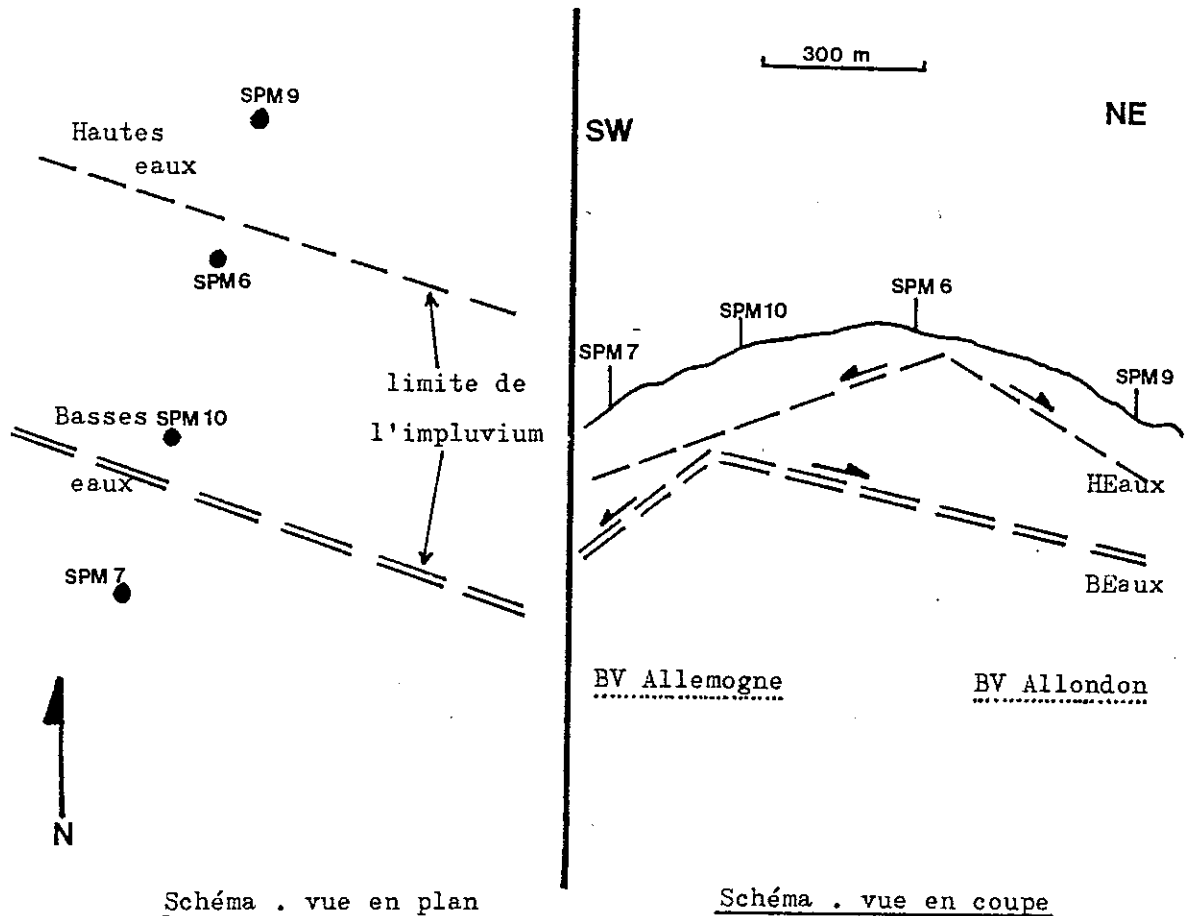 SPM 9
Hautes
eaux
SPM 6
limite de
l'impluvium
Basses SPM 10
eaux
SPM 7
N
Schéma . vue en plan
300 m
SW
NE
SPM 7
SPM 10
SPM 6
SPM 9
HEaux
BEaux
BV Allemogne
BV Allondon
Schéma . vue en coupe